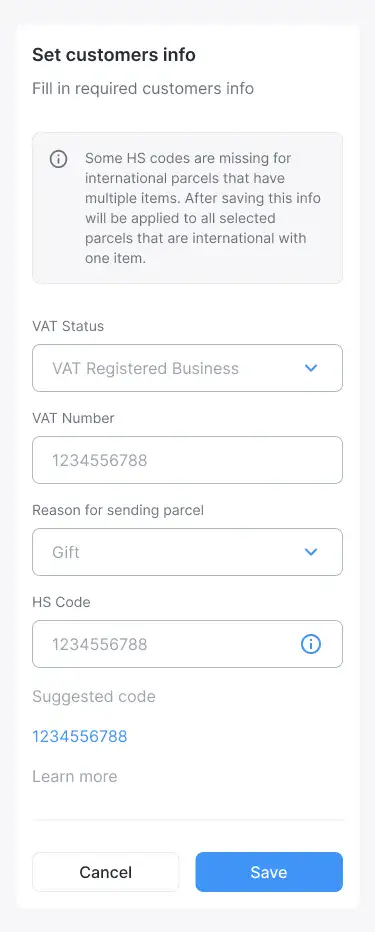 Set customers info
Fill in required customers info
Some HS codes are missing for
international parcels that have
multiple items. After saving this info
will be applied to all selected
parcels that are international with
one item.
VAT Status
VAT Registered Business
VAT Number
1234556788
Reason for sending parcel
Gift
HS Code
1234556788
Suggested code
1234556788
Learn more
Cancel
Save